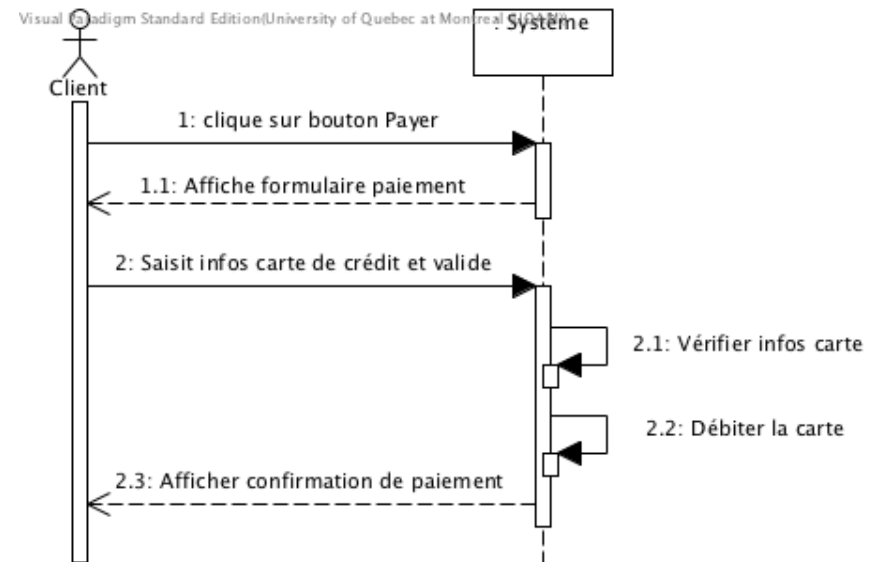 Visual Paradigm Standard Edition(University of Quebec at Montreal
: Système
Client
1: clique sur bouton Payer
1.1: Affiche formulaire paiement
2: Saisit infos carte de crédit et valide
2.1: Vérifier infos carte
2.2: Débiter la carte
2.3: Afficher confirmation de paiement